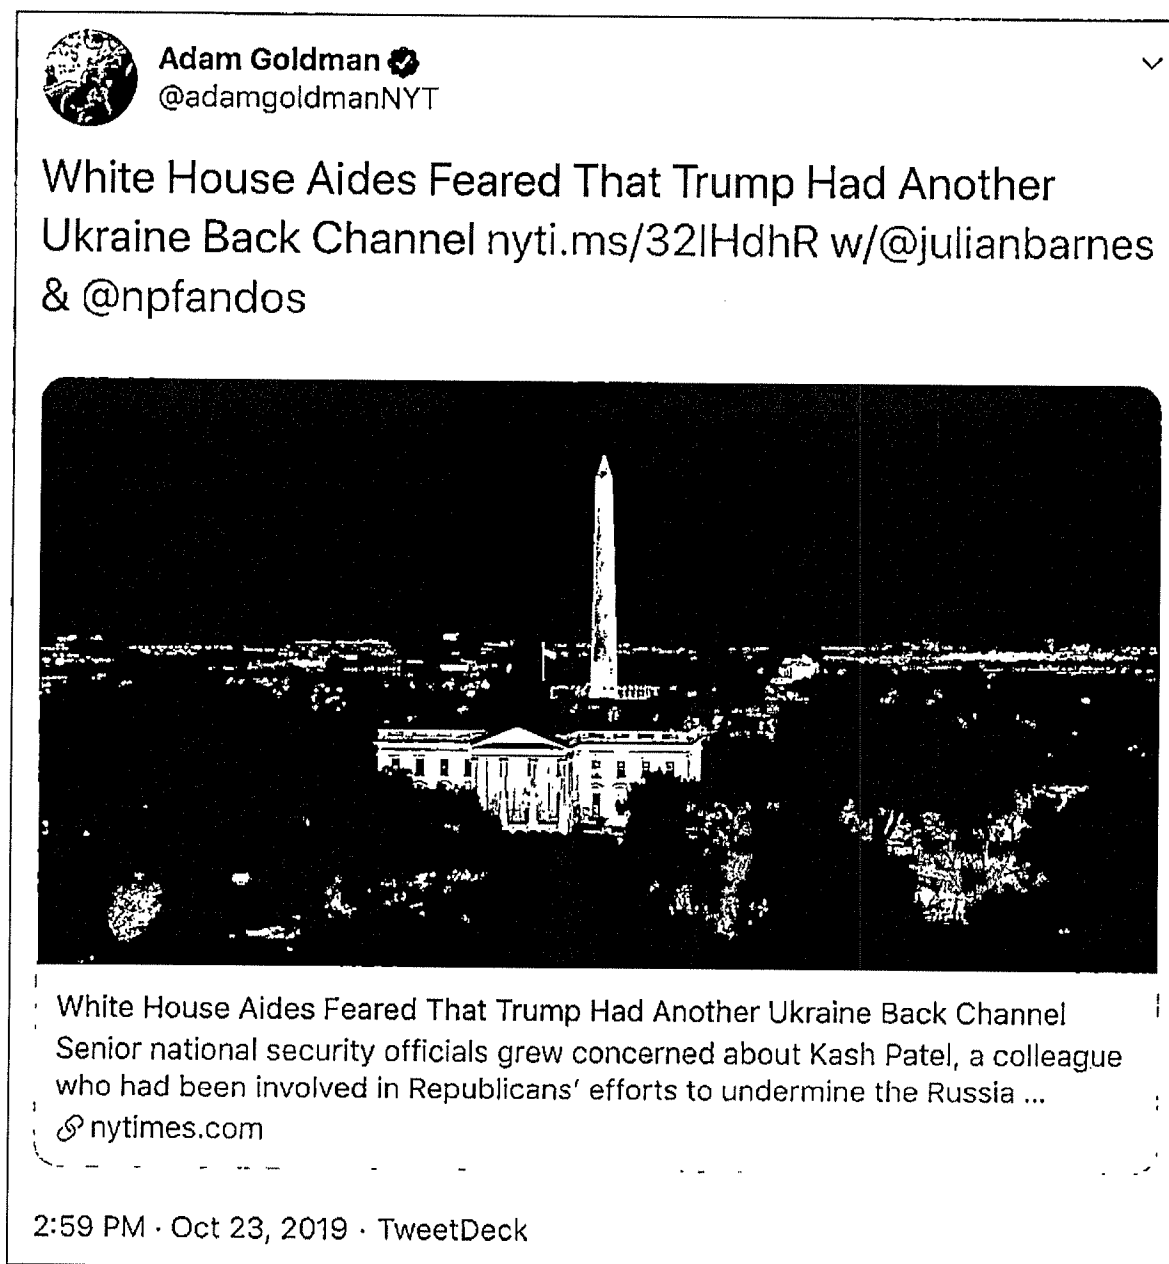 Adam Goldman
@adamgoldmanNYT
White House Aides Feared That Trump Had Another
Ukraine Back Channel nyti.ms/32IHdhR w/@julianbarnes
& @npfandos
White House Aides Feared That Trump Had Another Ukraine Back Channel
Senior national security officials grew concerned about Kash Patel, a colleague
who had been involved in Republicans’ efforts to undermine the Russia ...
nytimes.com
2:59 PM · Oct 23, 2019 · TweetDeck